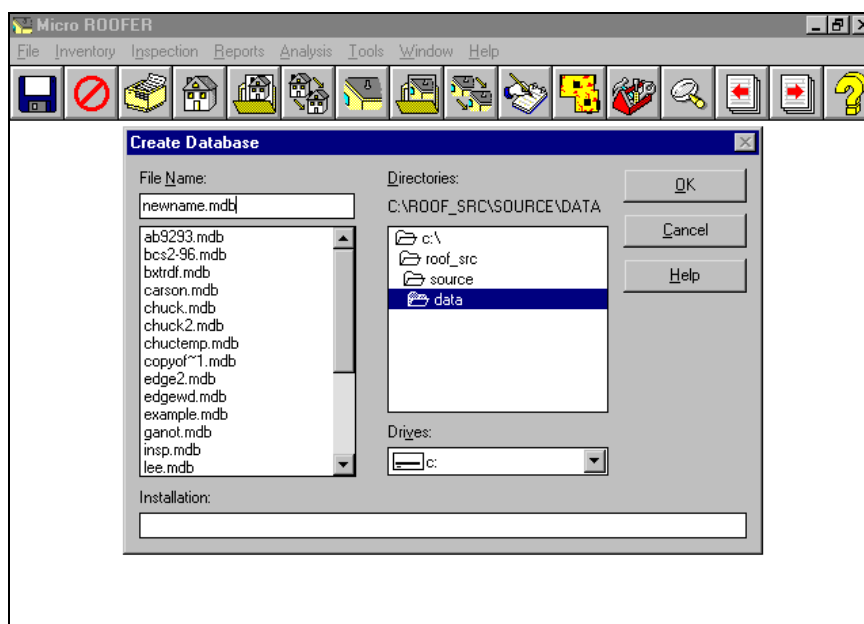 Micro ROOFER
File Inventory Inspection Reports Analysis Tools Window Help
Create Database
File Name:
newname.mdb
ab9293.mdb
bcs2-96.mdb
bxtrdf.mdb
carson.mdb
chuck.mdb
chuck2.mdb
chuctemp.mdb
copyof~1.mdb
edge2.mdb
edgewd.mdb
example.mdb
ganot.mdb
insp.mdb
lee.mdb
Directories:
C:\ROOF_SRC\SOURCE\DATA
c:\
roof_src
source
data
Drives:
c:
OK
Cancel
Help
Installation: